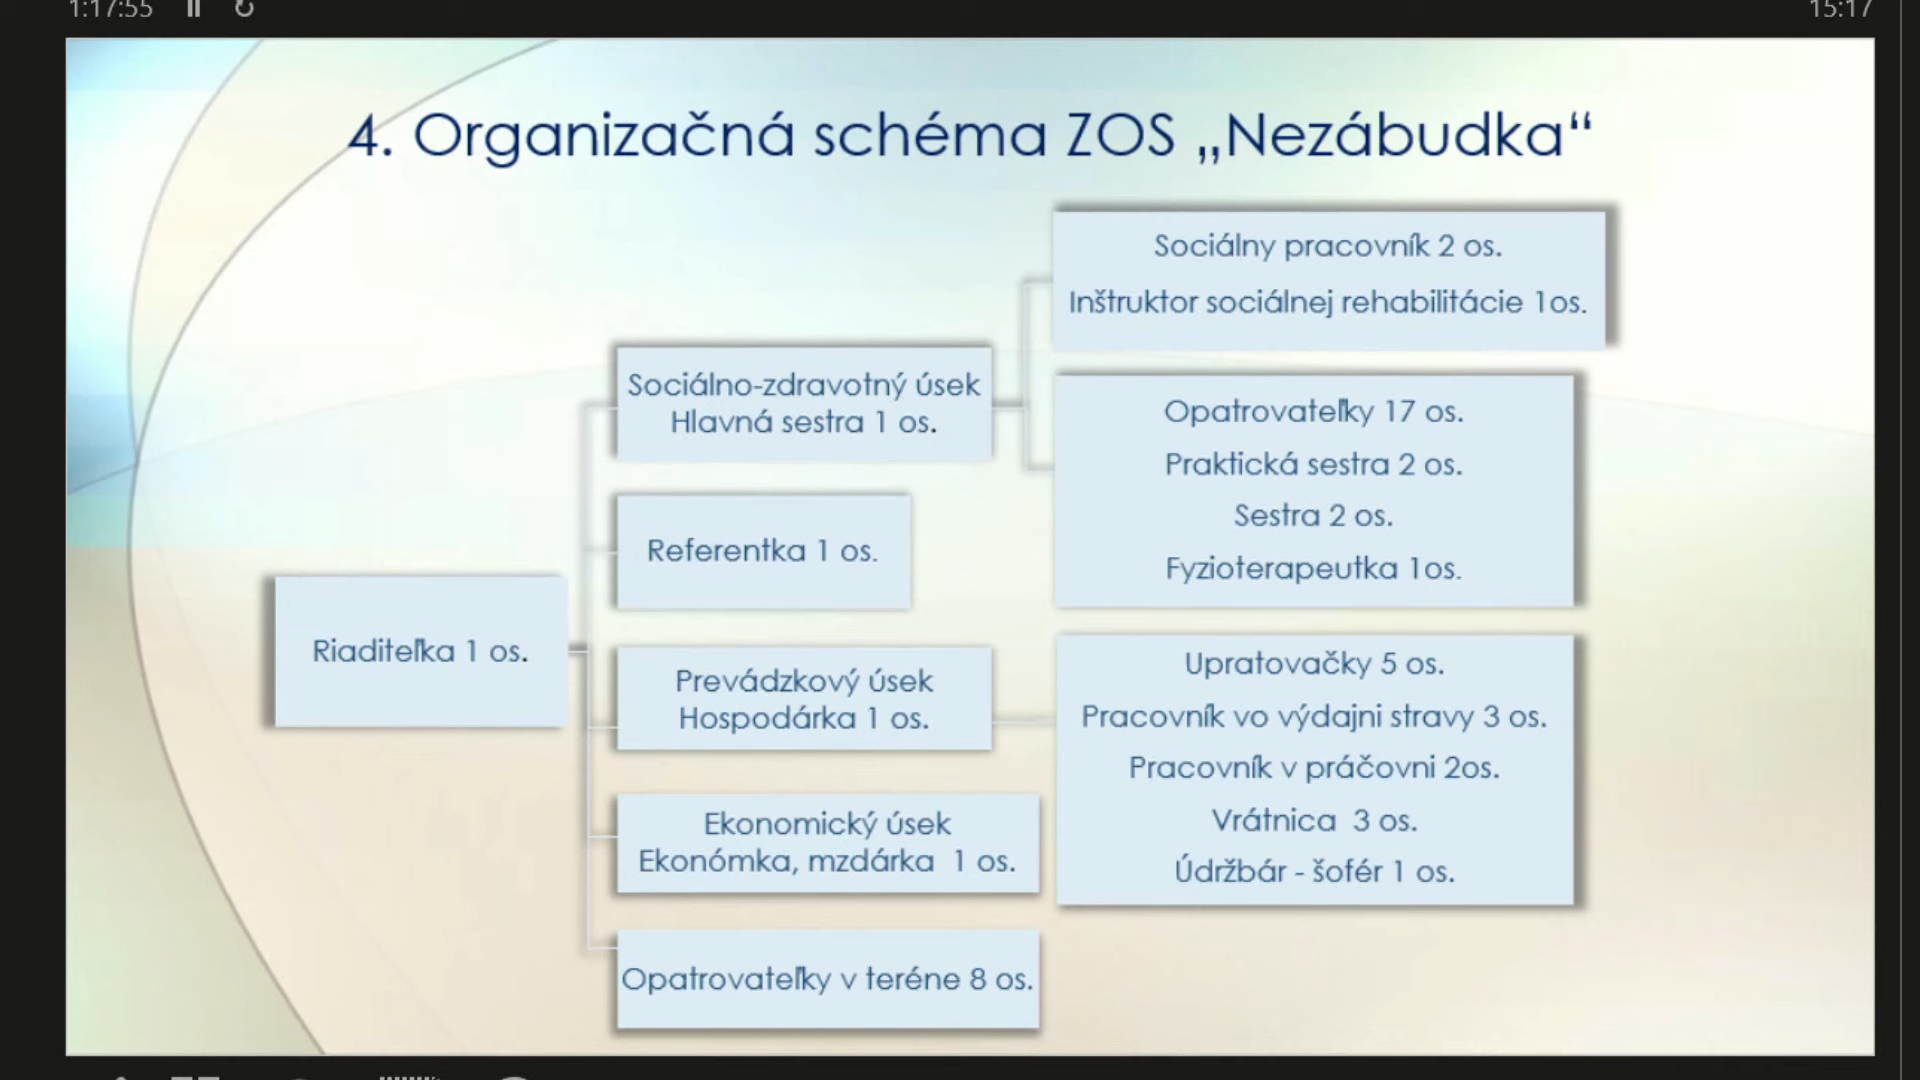 1:17:55
15:17
4. Organizačná schéma ZOS „Nezábudka“
Sociálny pracovník 2 os.
Inštruktor sociálnej rehabilitácie 1os.
Sociálno-zdravotný úsek
Hlavná sestra 1 os.
Opatrovateľky 17 os.
Praktická sestra 2 os.
Sestra 2 os.
Fyzioterapeutka 1os.
Referentka 1 os.
Riaditeľka 1 os.
Prevádzkový úsek
Hospodárka 1 os.
Upratovačky 5 os.
Pracovník vo výdajni stravy 3 os.
Pracovník v práčovni 2os.
Vrátnica  3 os.
Údržbár - šofér 1 os.
Ekonomický úsek
Ekonómka, mzdárka  1 os.
Opatrovateľky v teréne 8 os.